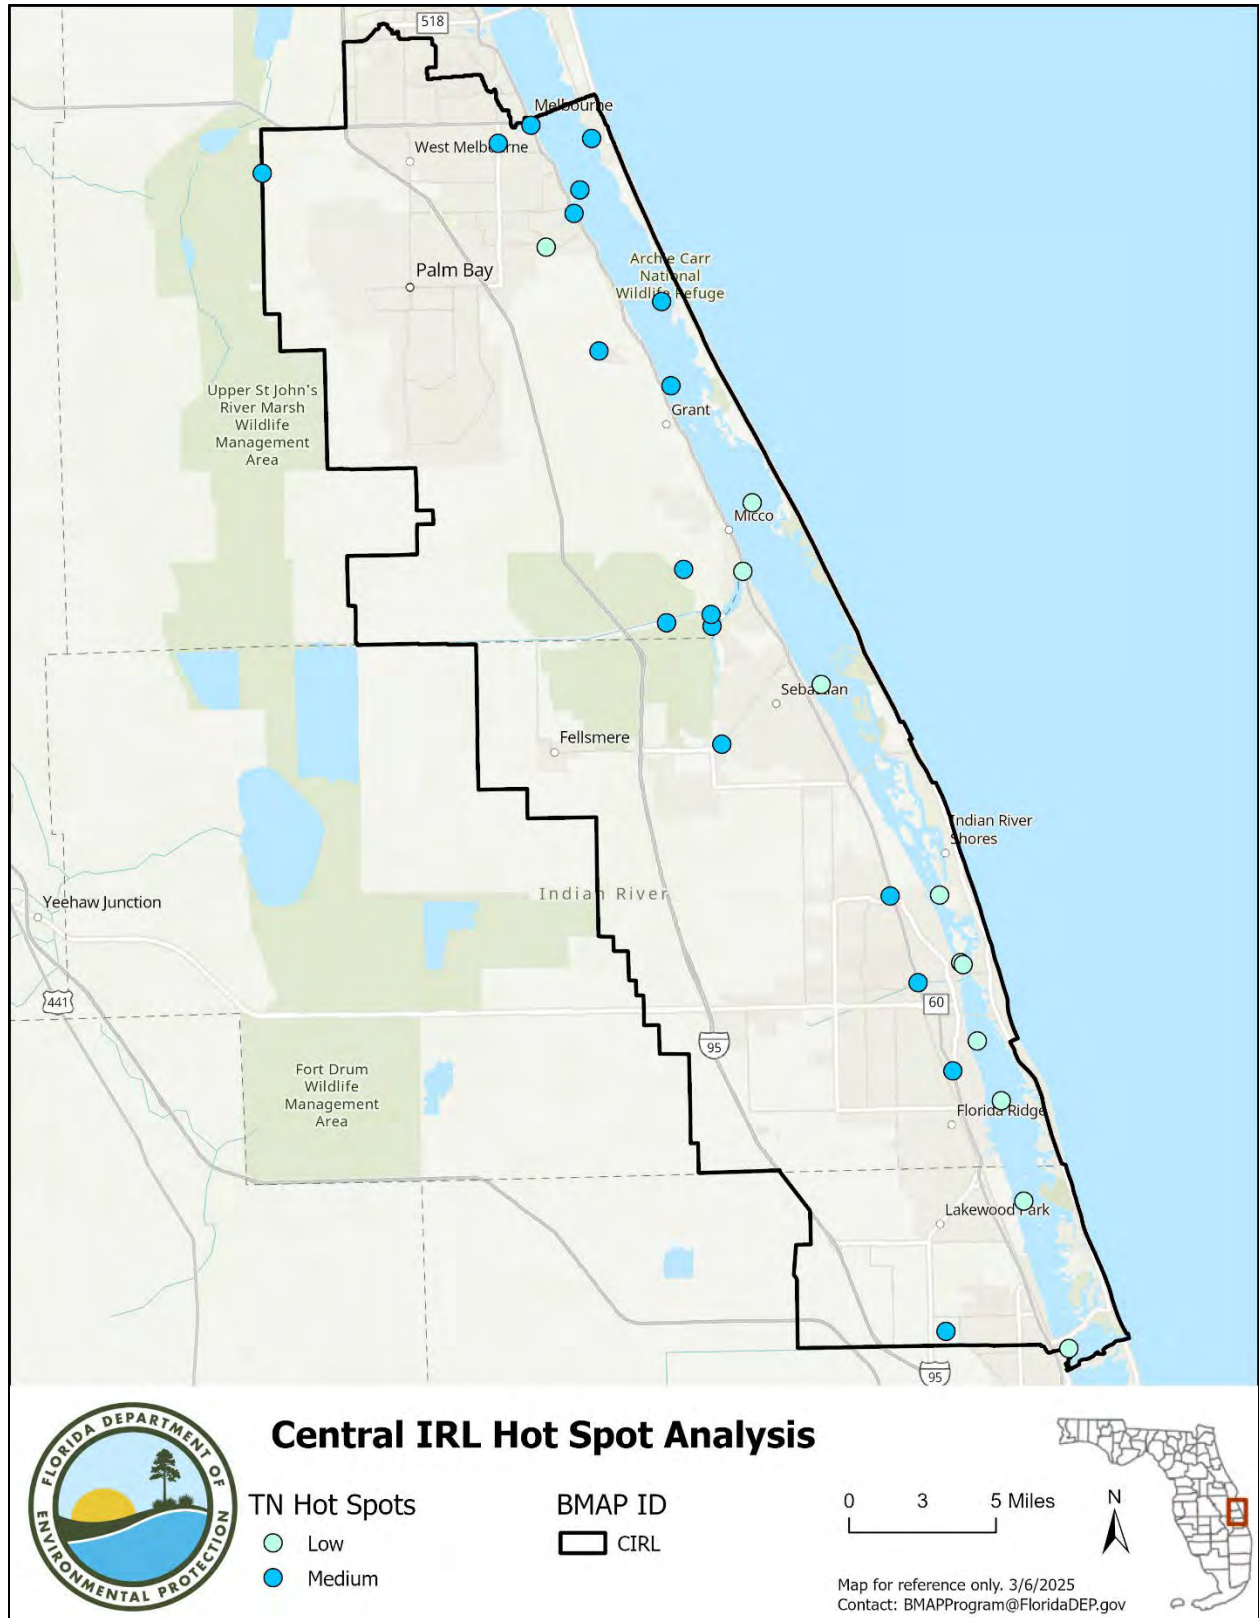 518
Melbourne
West Melbourne
Archie Carr
National
Wildlife Refuge
Palm Bay
Upper St John's
River Marsh
Wildlife
Management
Area
Grant
Micco
Sebastian
Fellsmere
Indian River
Shores
Indian River
Yeehaw Junction
441
60
95
Fort Drum
Wildlife
Management
Area
Florida Ridge
Lakewood Park
95
FLORIDA DEPARTMENT OF
ENVIRONMENTAL PROTECTION
Central IRL Hot Spot Analysis
TN Hot Spots
Low
Medium
BMAP ID
CIRL
0 3 5 Miles
N
Map for reference only. 3/6/2025
Contact: BMAPProgram@FloridaDEP.gov